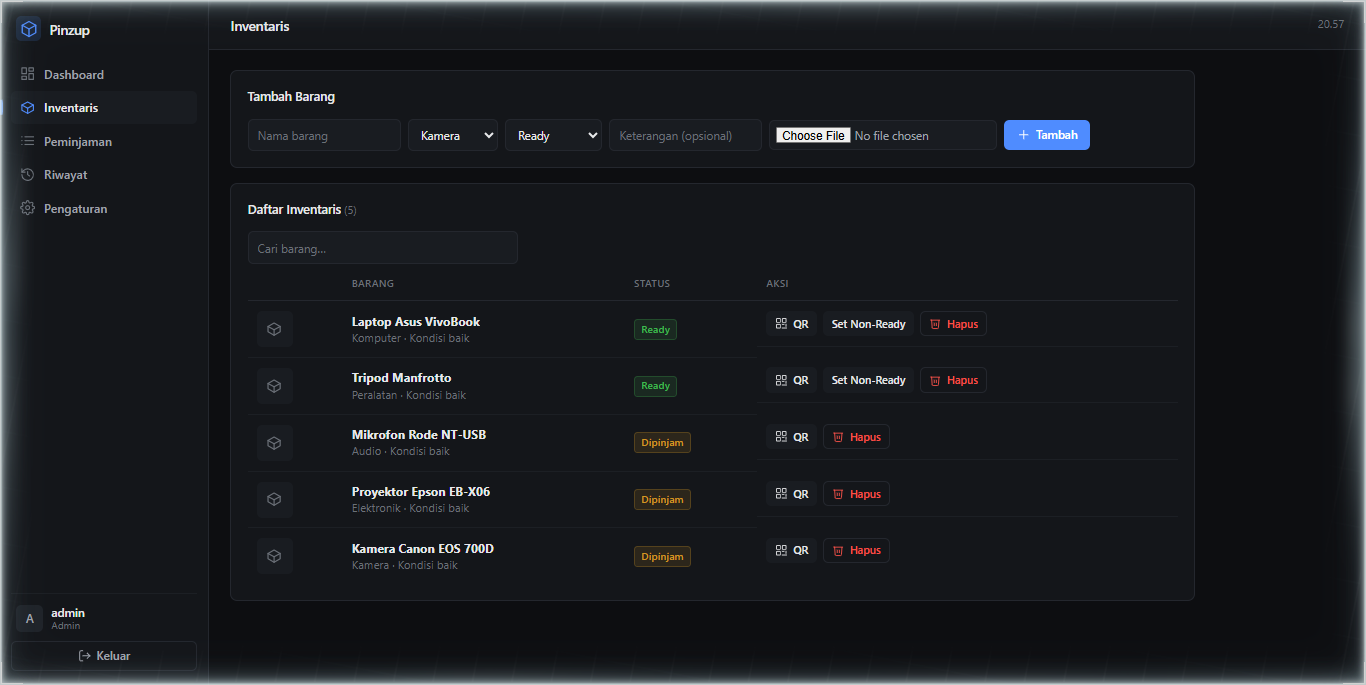 Pinzup
Inventaris
20.57
Dashboard
Inventaris
Peminjaman
Riwayat
Pengaturan
Tambah Barang
Nama barang Kamera Ready Keterangan (opsional) Choose File No file chosen + Tambah
Daftar Inventaris (5)
Cari barang...
BARANG STATUS AKSI
Laptop Asus VivoBook
Komputer · Kondisi baik
Ready QR Set Non-Ready Hapus
Tripod Manfrotto
Peralatan · Kondisi baik
Ready QR Set Non-Ready Hapus
Mikrofon Rode NT-USB
Audio · Kondisi baik
Dipinjam QR Hapus
Proyektor Epson EB-X06
Elektronik · Kondisi baik
Dipinjam QR Hapus
Kamera Canon EOS 700D
Kamera · Kondisi baik
Dipinjam QR Hapus
A
admin
Admin
Keluar